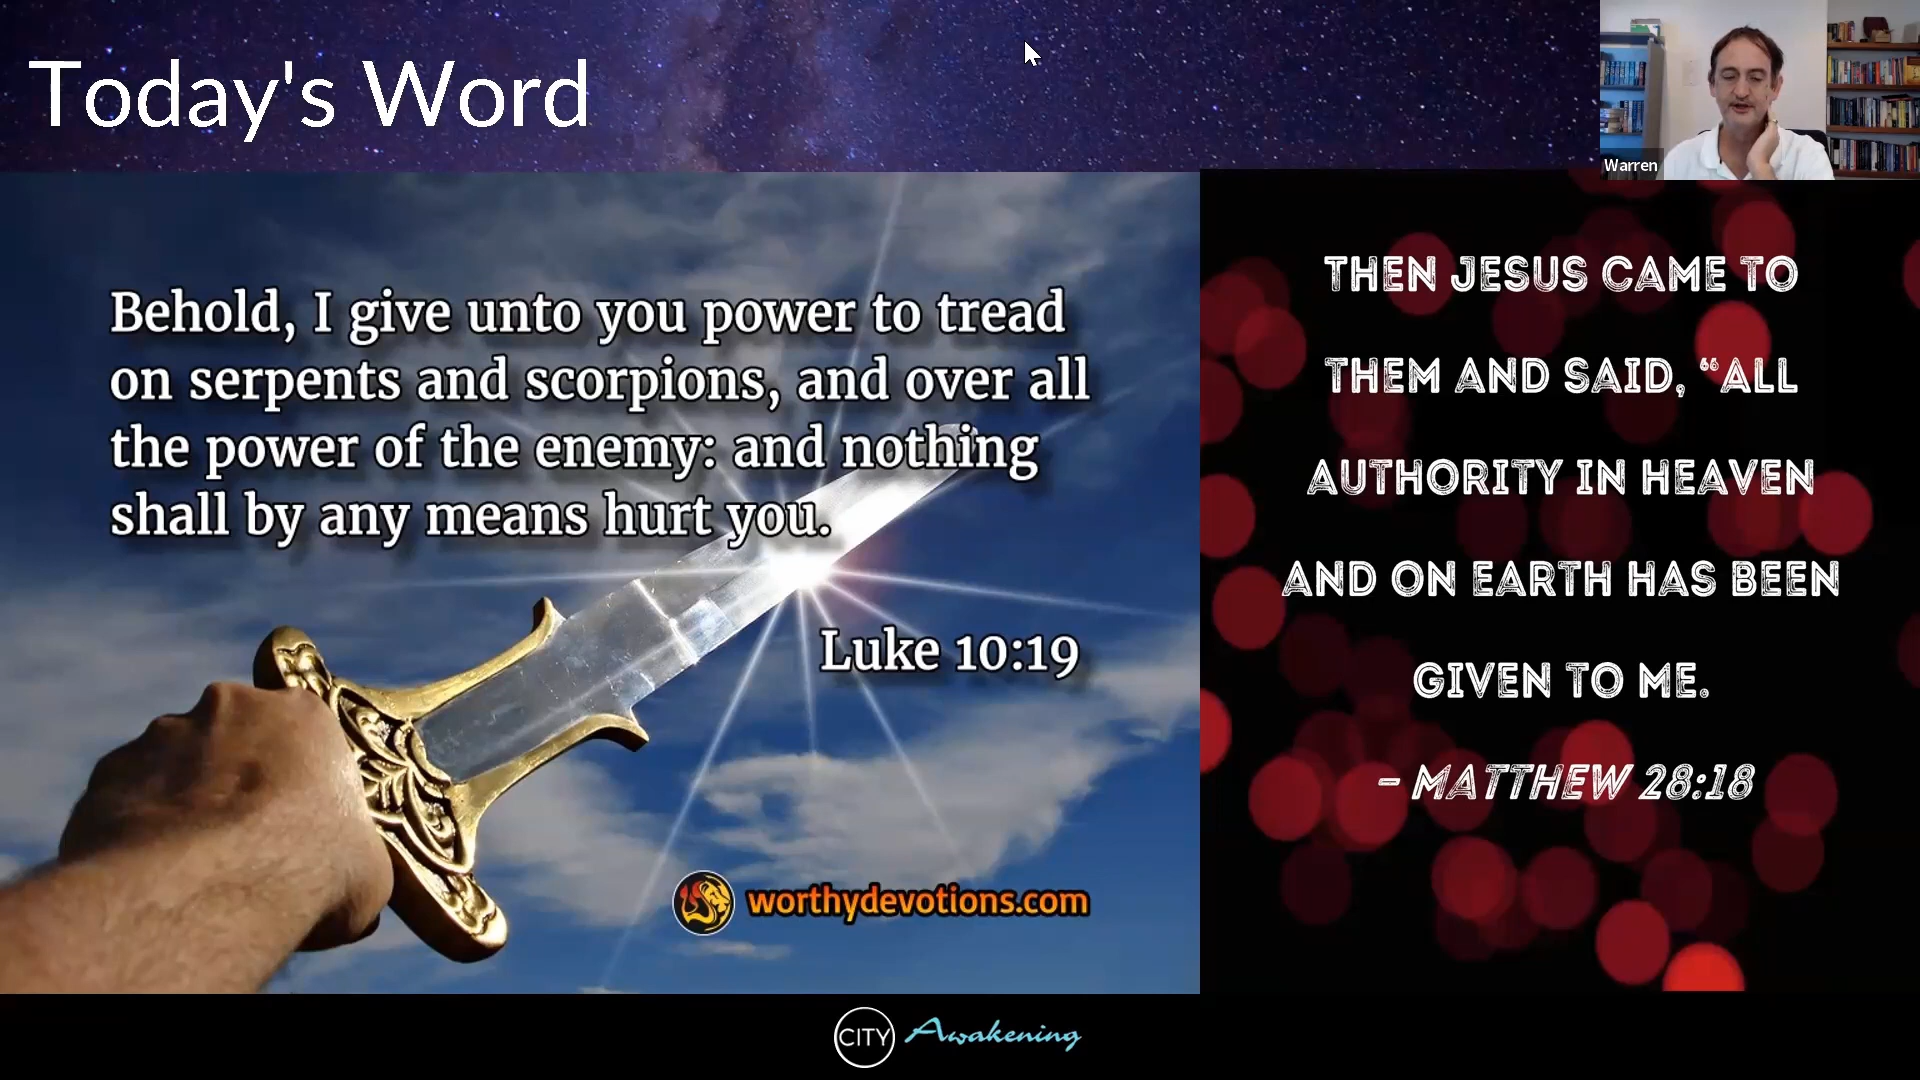 Today's Word
Warren
Behold, I give unto you power to tread
on serpents and scorpions, and over all
the power of the enemy: and nothing
shall by any means hurt you.
Luke 10:19
worthydevotions.com
THEN JESUS CAME TO
THEM AND SAID, “ALL
AUTHORITY IN HEAVEN
AND ON EARTH HAS BEEN
GIVEN TO ME.
- MATTHEW 28:18
CITY Awakening